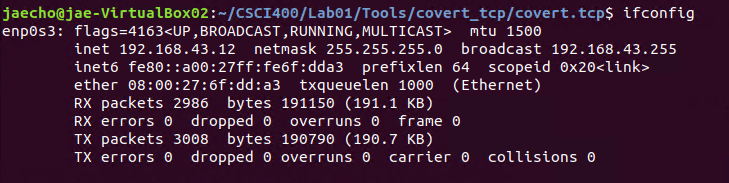 jaecho@jae-VirtualBox02:~/CSCI400/Lab01/Tools/covert_tcp/covert.tcp$ ifconfig
enp0s3: flags=4163<UP,BROADCAST,RUNNING,MULTICAST>  mtu 1500
        inet 192.168.43.12  netmask 255.255.255.0  broadcast 192.168.43.255
        inet6 fe80::a00:27ff:fe6f:dda3  prefixlen 64  scopeid 0x20<link>
        ether 08:00:27:6f:dd:a3  txqueuelen 1000  (Ethernet)
        RX packets 2986  bytes 191150 (191.1 KB)
        RX errors 0  dropped 0  overruns 0  frame 0
        TX packets 3008  bytes 190790 (190.7 KB)
        TX errors 0  dropped 0 overruns 0  carrier 0  collisions 0